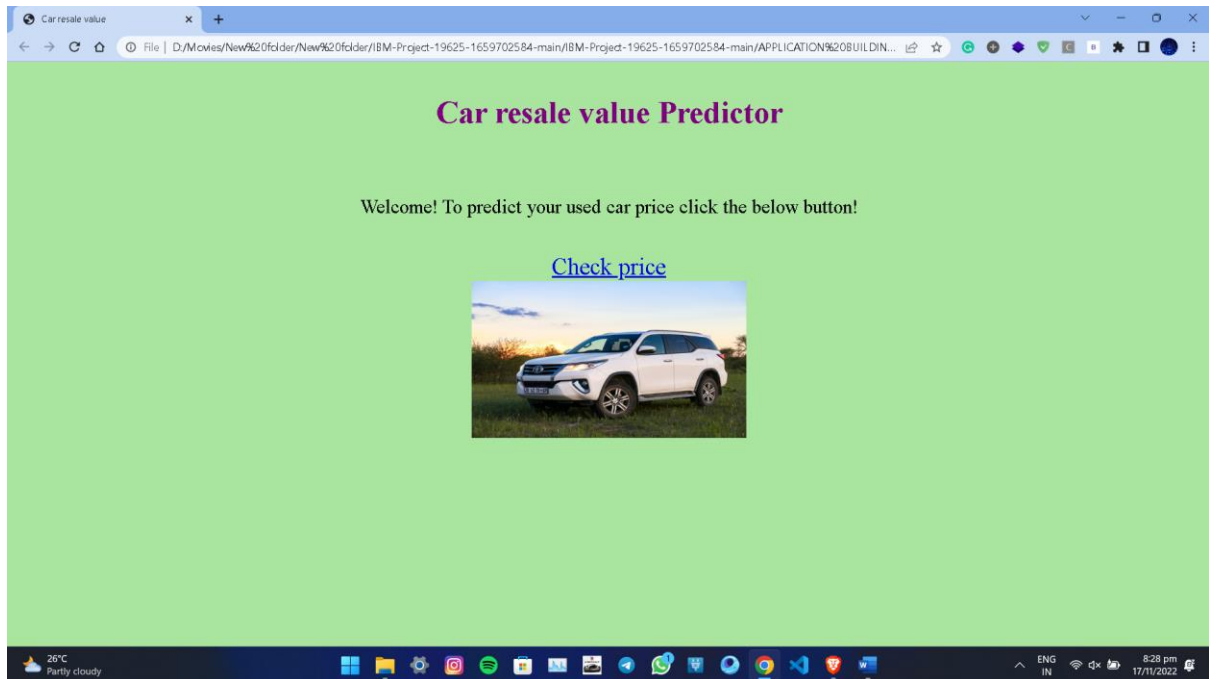 Car resale value
File | D:/Movies/New%20folder/New%20folder/IBM-Project-19625-1659702584-main/IBM-Project-19625-1659702584-main/APPLICATION%20BUILDIN...
Car resale value Predictor
Welcome! To predict your used car price click the below button!
Check price
26°C
Partly cloudy
ENG
IN
8:28 pm
17/11/2022